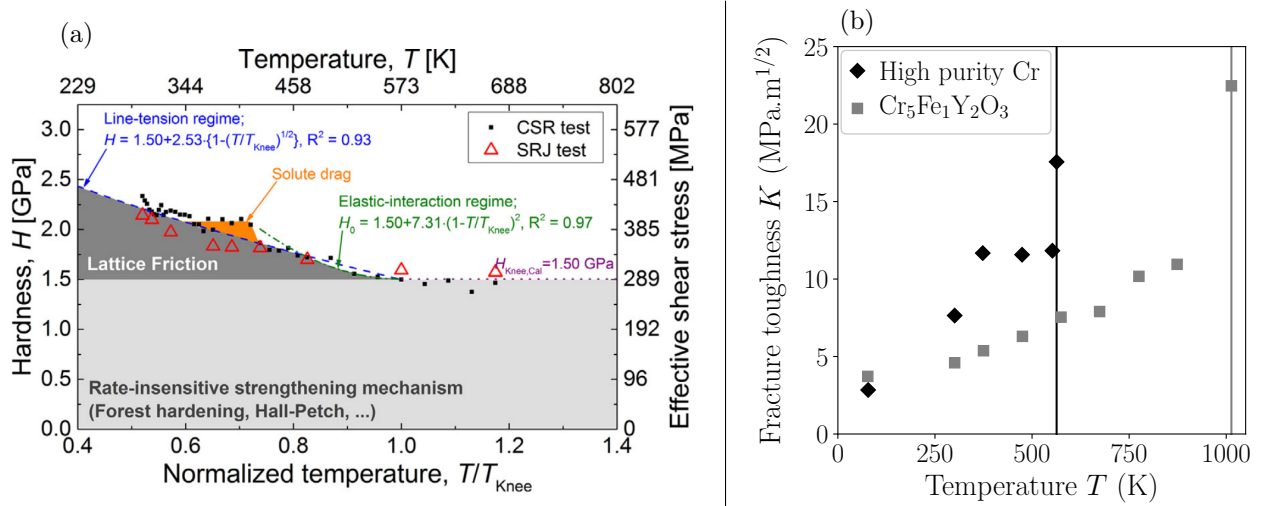 (a)
Temperature, T [K]
229 344 458 573 688 802
Line-tension regime;
H = 1.50+2.53·{1-(T/T_Knee)^1/2}, R² = 0.93
CSR test
SRJ test
Solute drag
Elastic-interaction regime;
H₀ = 1.50+7.31·(1-T/T_Knee)², R² = 0.97
H_Knee,Cal=1.50 GPa
Lattice Friction
Rate-insensitive strengthening mechanism
(Forest hardening, Hall-Petch, ...)
Hardness, H [GPa]
3.0
2.5
2.0
1.5
1.0
0.5
0.0
Effective shear stress [MPa]
577
481
385
289
192
96
0
0.4 0.6 0.8 1.0 1.2 1.4
Normalized temperature, T/T_Knee
(b)
High purity Cr
Cr₅Fe₁Y₂O₃
Fracture toughness K (MPa.m^1/2)
25
20
15
10
5
0
0 250 500 750 1000
Temperature T (K)